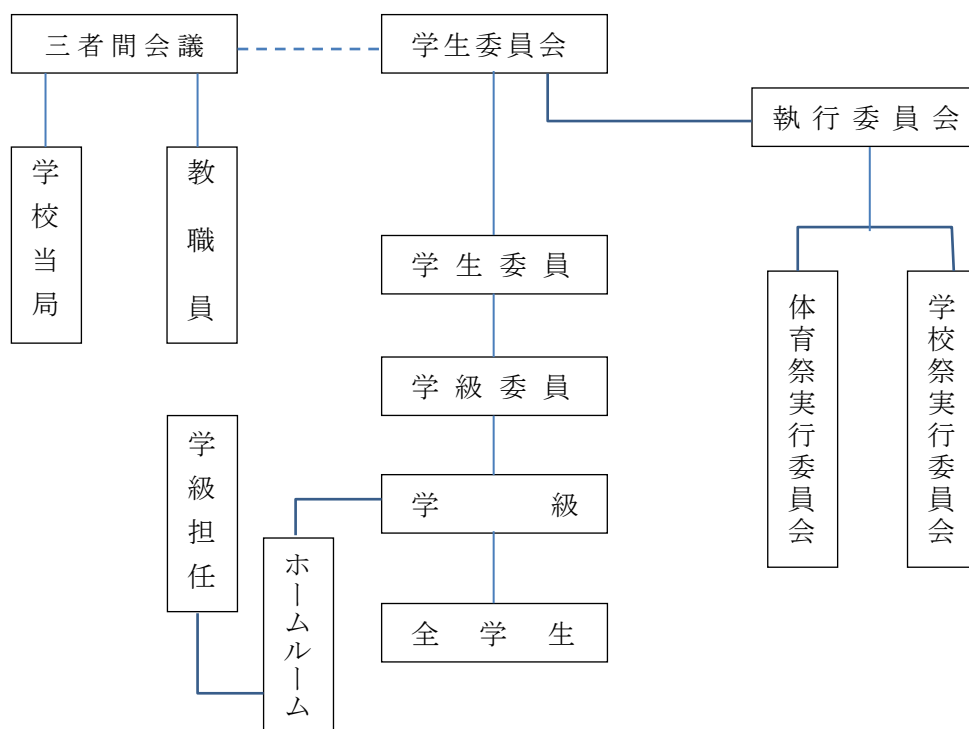 三者間会議
学生委員会
執行委員会
学校当局
教職員
学生委員
体育祭実行委員会
学校祭実行委員会
学級委員
学級担任
学級
ホームルーム
全学生